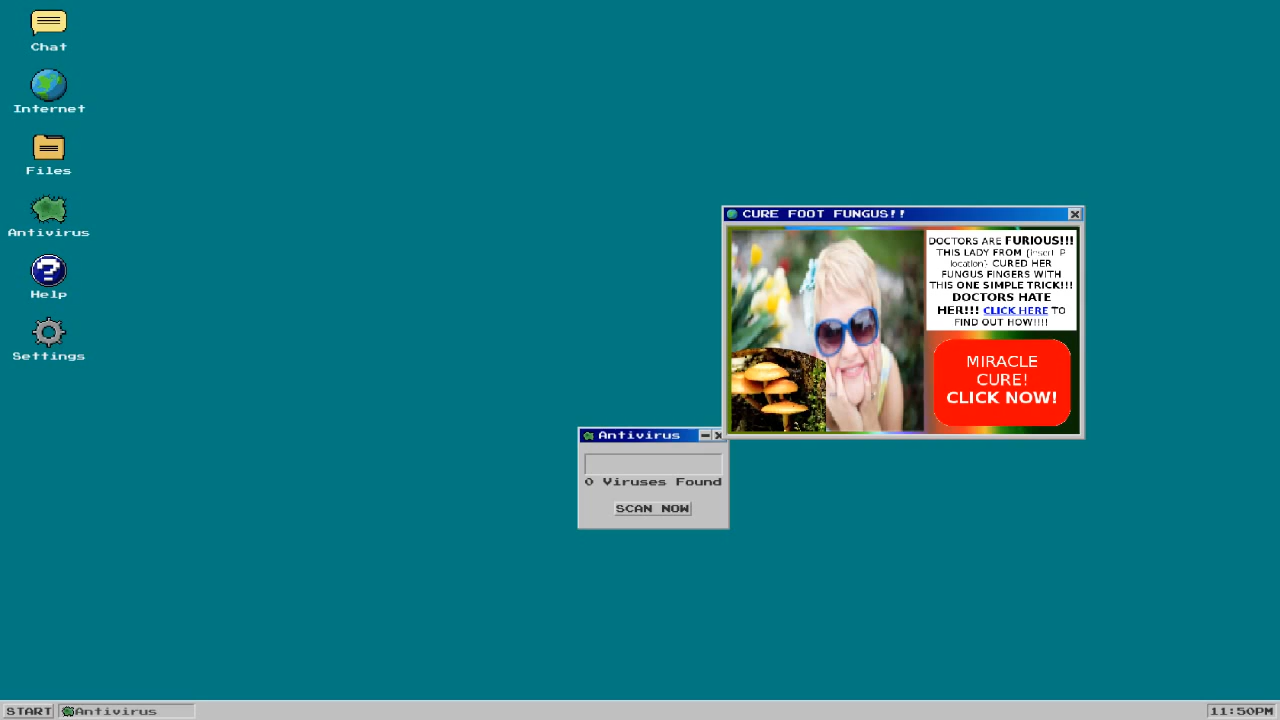 Chat
Internet
Files
Antivirus
Help
Settings
CURE FOOT FUNGUS!!
DOCTORS ARE FURIOUS!!!
THIS LADY FROM {Insert_P
location} CURED HER
FUNGUS FINGERS WITH
THIS ONE SIMPLE TRICK!!!
DOCTORS HATE
HER!!! CLICK HERE TO
FIND OUT HOW!!!!
MIRACLE
CURE!
CLICK NOW!
Antivirus
0 Viruses Found
SCAN NOW
START
Antivirus
11:50PM